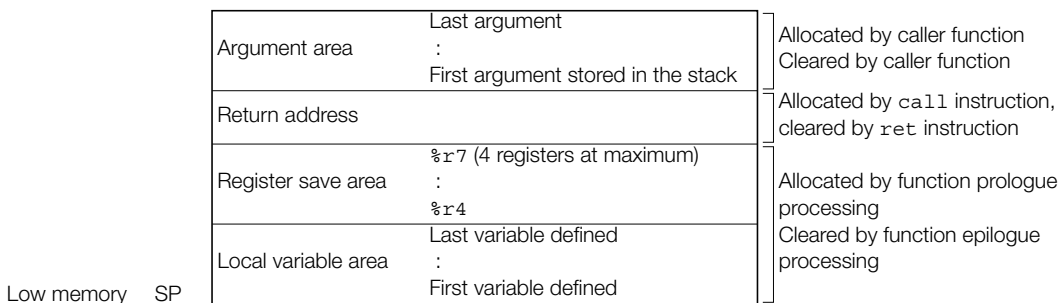 Last argument
Argument area :
First argument stored in the stack
Allocated by caller function
Cleared by caller function
Return address
Allocated by call instruction,
cleared by ret instruction
%r7 (4 registers at maximum)
Register save area :
%r4
Last variable defined
Local variable area :
First variable defined
Allocated by function prologue
processing
Cleared by function epilogue
processing
Low memory SP